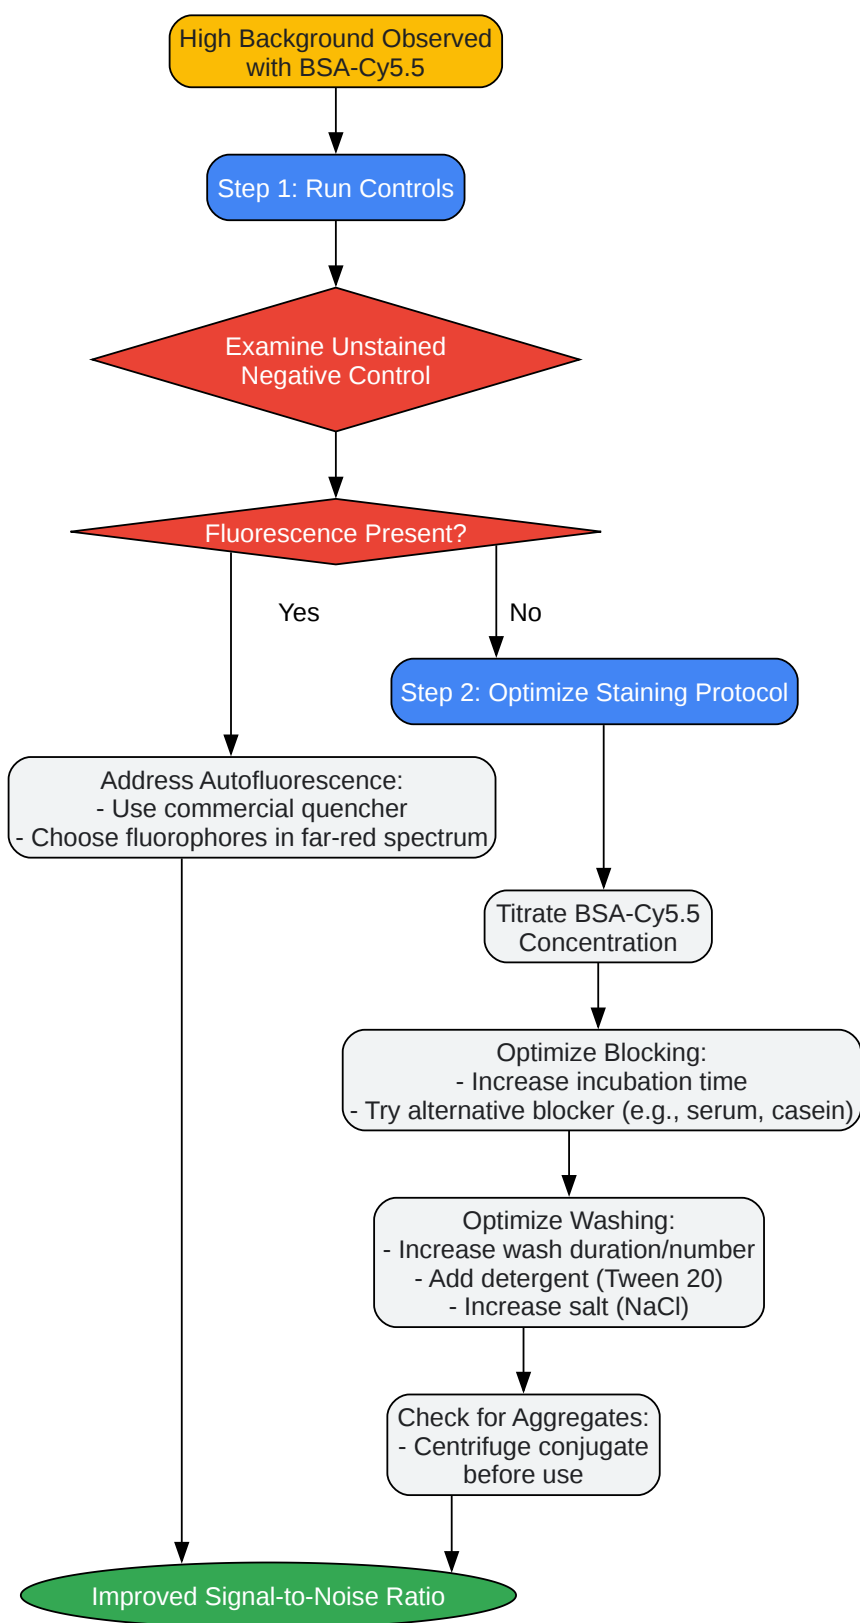 High Background Observed
with BSA-Cy5.5
Step 1: Run Controls
Examine Unstained
Negative Control
Fluorescence Present?
Yes
No
Step 2: Optimize Staining Protocol
Address Autofluorescence:
- Use commercial quencher
- Choose fluorophores in far-red spectrum
Titrate BSA-Cy5.5
Concentration
Optimize Blocking:
- Increase incubation time
- Try alternative blocker (e.g., serum, casein)
Optimize Washing:
- Increase wash duration/number
- Add detergent (Tween 20)
- Increase salt (NaCl)
Check for Aggregates:
- Centrifuge conjugate
before use
Improved Signal-to-Noise Ratio